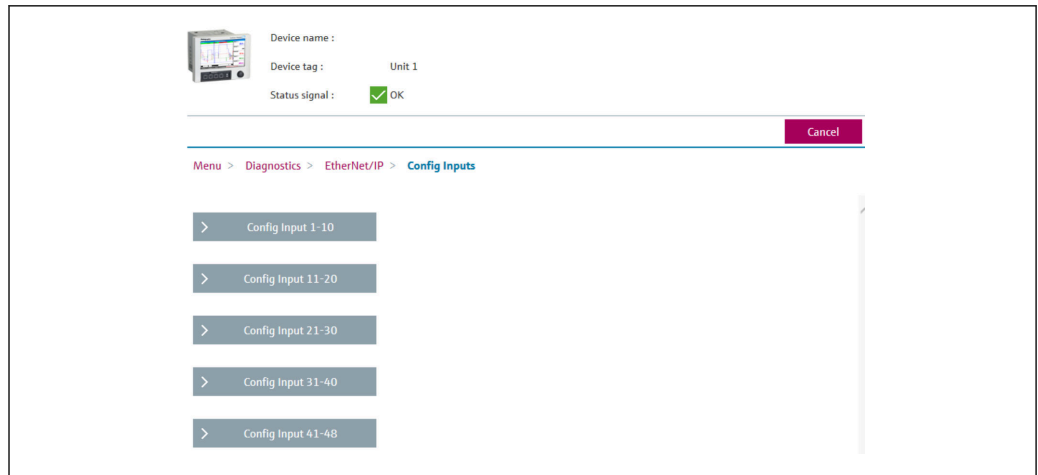 Device name :
Device tag : Unit 1
Status signal : OK
Cancel
Menu > Diagnostics > EtherNet/IP > Config Inputs
> Config Input 1-10
> Config Input 11-20
> Config Input 21-30
> Config Input 31-40
> Config Input 41-48